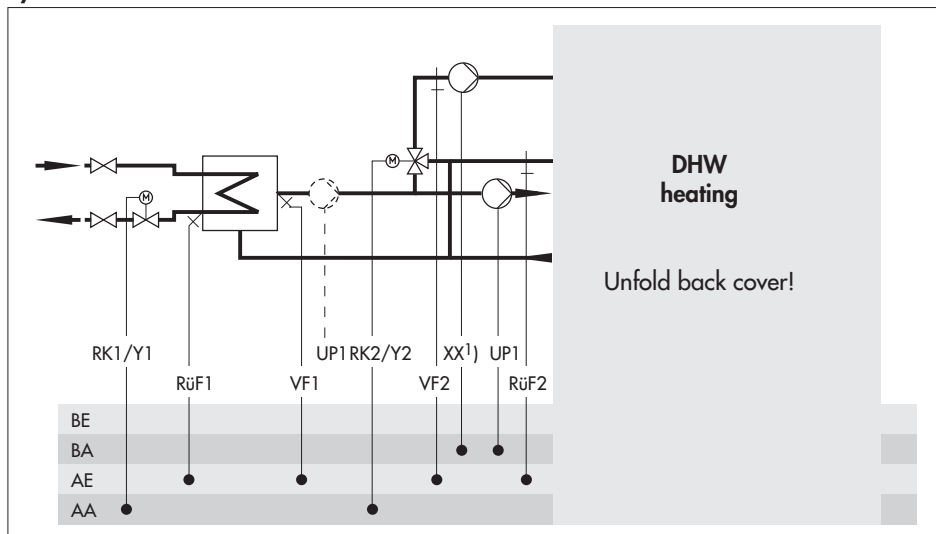 M
M
DHW
heating
Unfold back cover!
RK1/Y1
UP1
RK2/Y2
XX1)
UP1
RüF1
VF1
VF2
RüF2
BE
BA
AE
AA